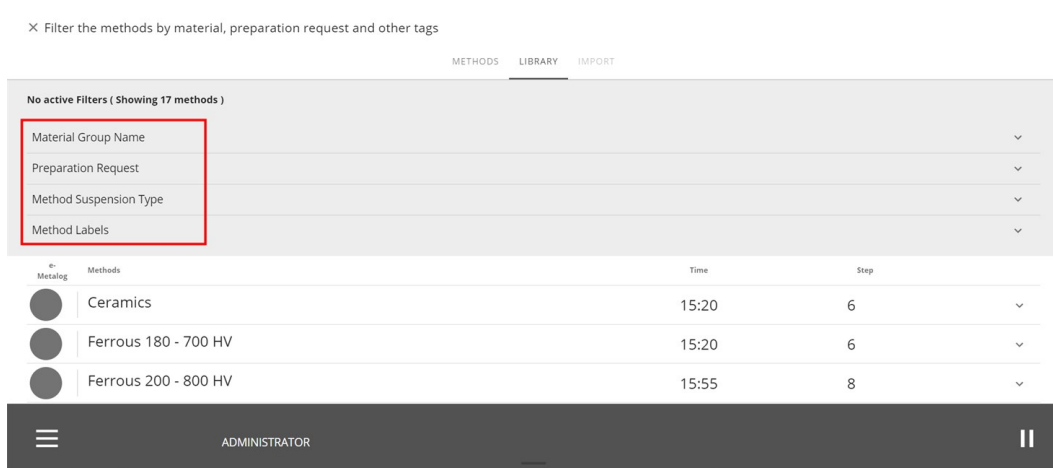 × Filter the methods by material, preparation request and other tags
METHODS LIBRARY IMPORT
No active Filters ( Showing 17 methods )
Material Group Name
Preparation Request
Method Suspension Type
Method Labels
e-
Metalog Methods Time Step
Ceramics 15:20 6
Ferrous 180 - 700 HV 15:20 6
Ferrous 200 - 800 HV 15:55 8
ADMINISTRATOR